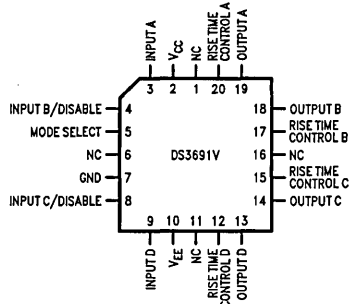 INPUT A
VCC
NC
RISE TIME
CONTROL A
OUTPUT A
3 2 1 20 19
INPUT B/DISABLE 4
MODE SELECT 5
NC 6
GND 7
INPUT C/DISABLE 8
DS3691V
18 OUTPUT B
17 RISE TIME
CONTROL B
16 NC
15 RISE TIME
CONTROL C
14 OUTPUT C
9 10 11 12 13
INPUT D
VEE
NC
RISE TIME
CONTROL D
OUTPUT D